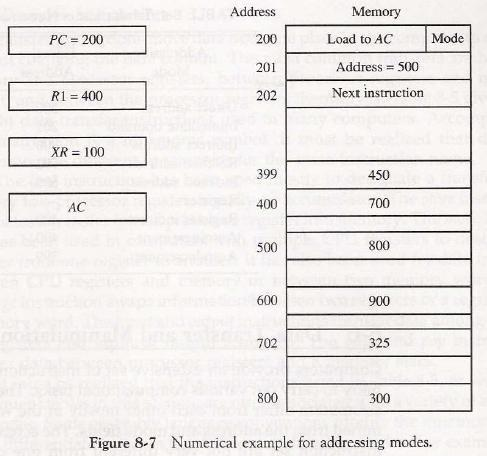 Address Memory
PC = 200
200 Load to AC Mode
201 Address = 500
R1 = 400
202 Next instruction
XR = 100
399 450
AC
400 700
500 800
600 900
702 325
800 300
Figure 8-7 Numerical example for addressing modes.